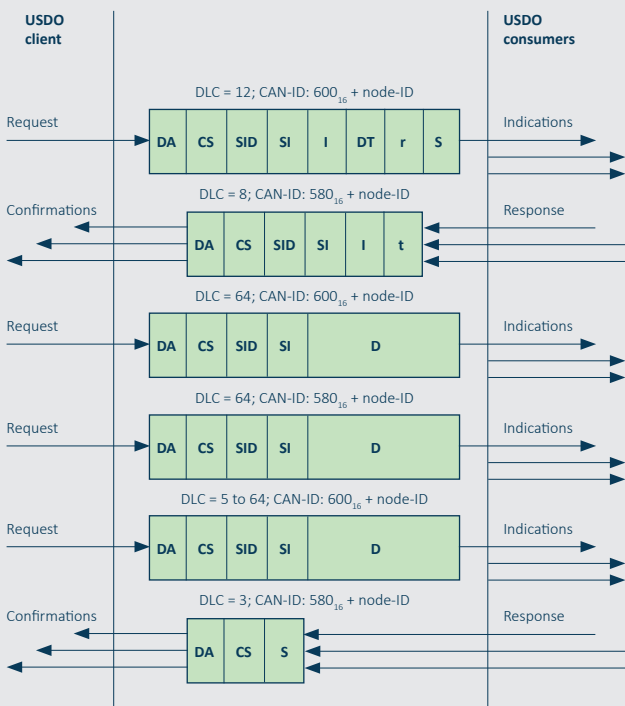 USDO client
USDO consumers
DLC = 12; CAN-ID: 600₁₆ + node-ID
Request
DA CS SID SI I DT r S
Indications
DLC = 8; CAN-ID: 580₁₆ + node-ID
Confirmations
DA CS SID SI I t
Response
DLC = 64; CAN-ID: 600₁₆ + node-ID
Request
DA CS SID SI D
Indications
DLC = 64; CAN-ID: 580₁₆ + node-ID
Request
DA CS SID SI D
Indications
DLC = 5 to 64; CAN-ID: 600₁₆ + node-ID
Request
DA CS SID SI D
Indications
DLC = 3; CAN-ID: 580₁₆ + node-ID
Confirmations
DA CS S
Response